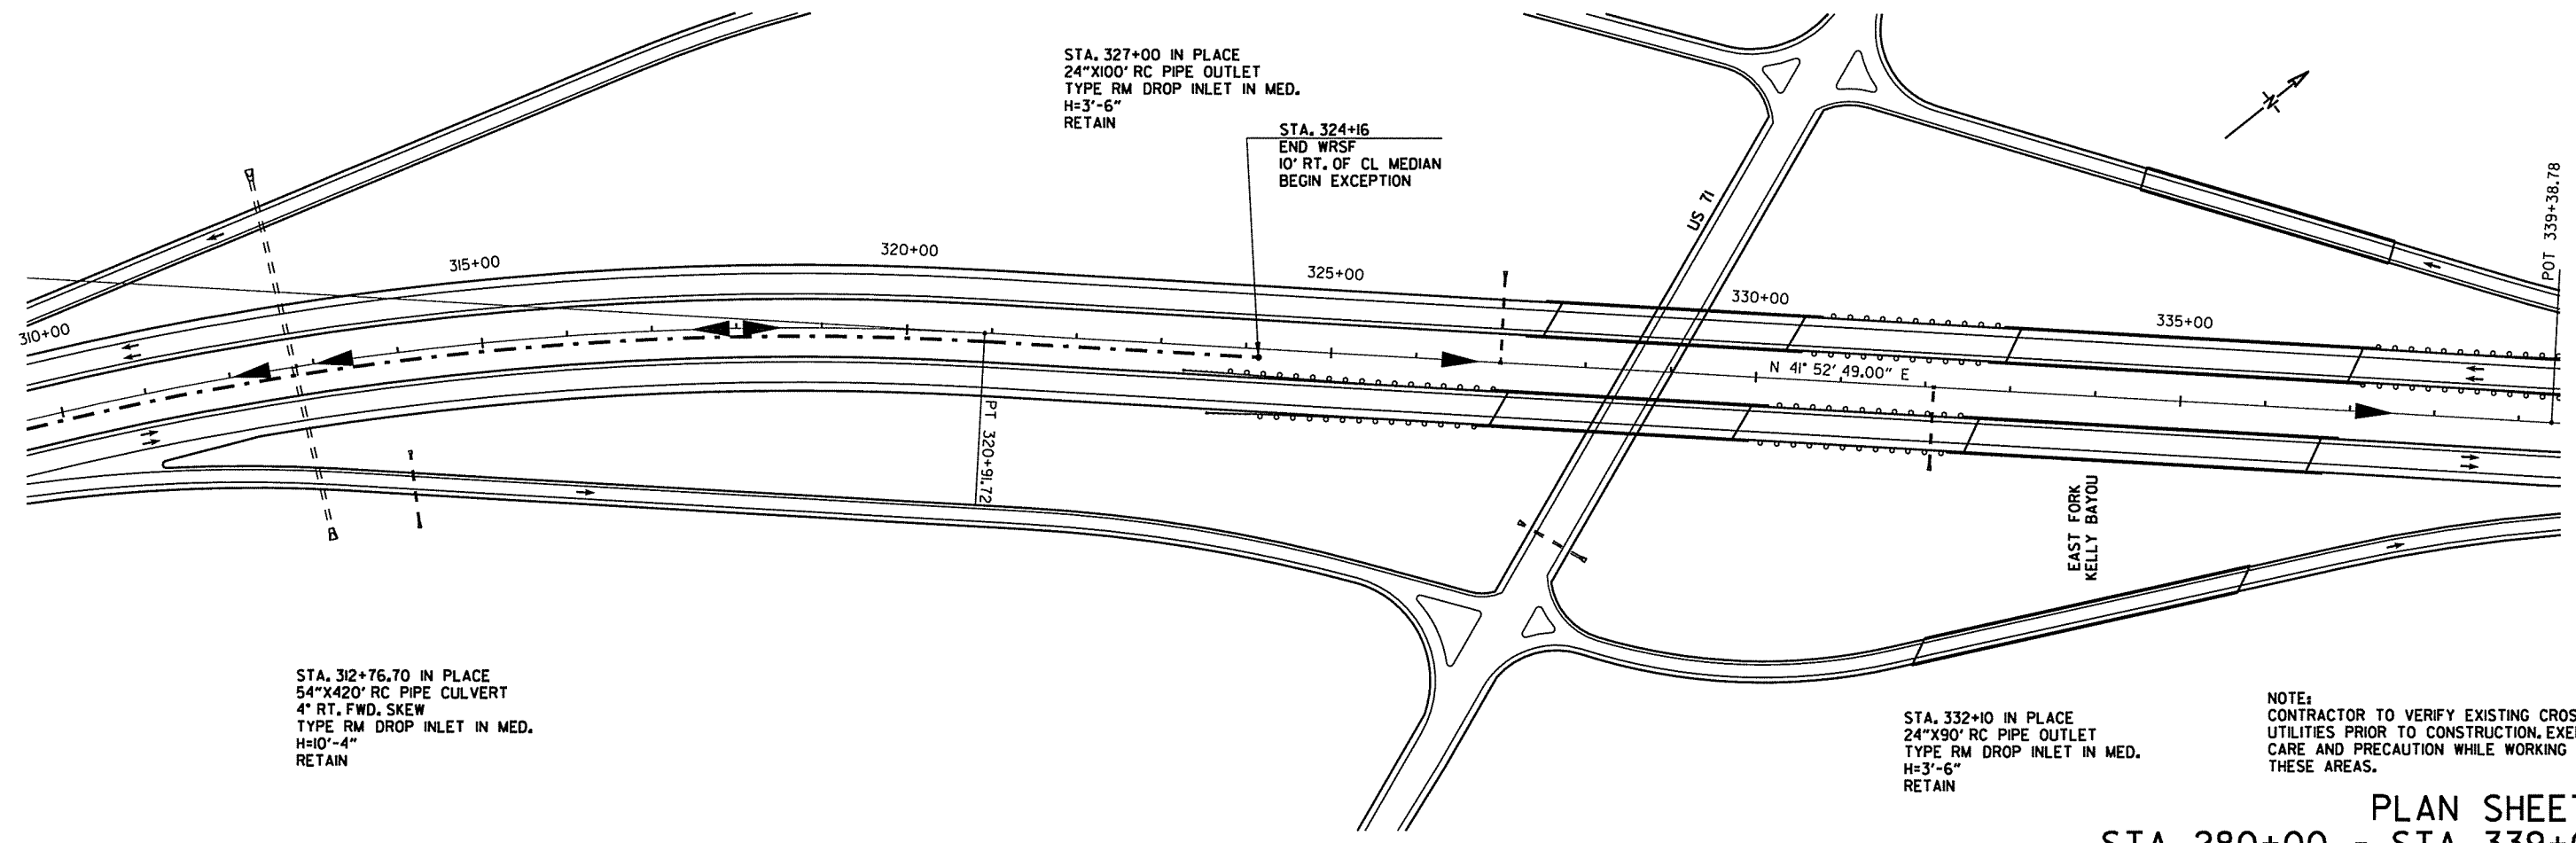 STA. 327+00 IN PLACE
24"X100' RC PIPE OUTLET
TYPE RM DROP INLET IN MED.
H=3'-6"
RETAIN
STA. 324+16
END WRSF
10' RT. OF CL MEDIAN
BEGIN EXCEPTION
N
US 71
POT 339+38.78
310+00
315+00
320+00
325+00
330+00
335+00
N 41° 52' 49.00" E
PT 320+91.72
EAST FORK
KELLY BAYOU
STA. 312+76.70 IN PLACE
54"X420' RC PIPE CULVERT
4° RT. FWD. SKEW
TYPE RM DROP INLET IN MED.
H=10'-4"
RETAIN
STA. 332+10 IN PLACE
24"X90' RC PIPE OUTLET
TYPE RM DROP INLET IN MED.
H=3'-6"
RETAIN
NOTE:
CONTRACTOR TO VERIFY EXISTING CROS
UTILITIES PRIOR TO CONSTRUCTION. EXE
CARE AND PRECAUTION WHILE WORKING
THESE AREAS.
PLAN SHEET
STA 280+00 - STA 339+